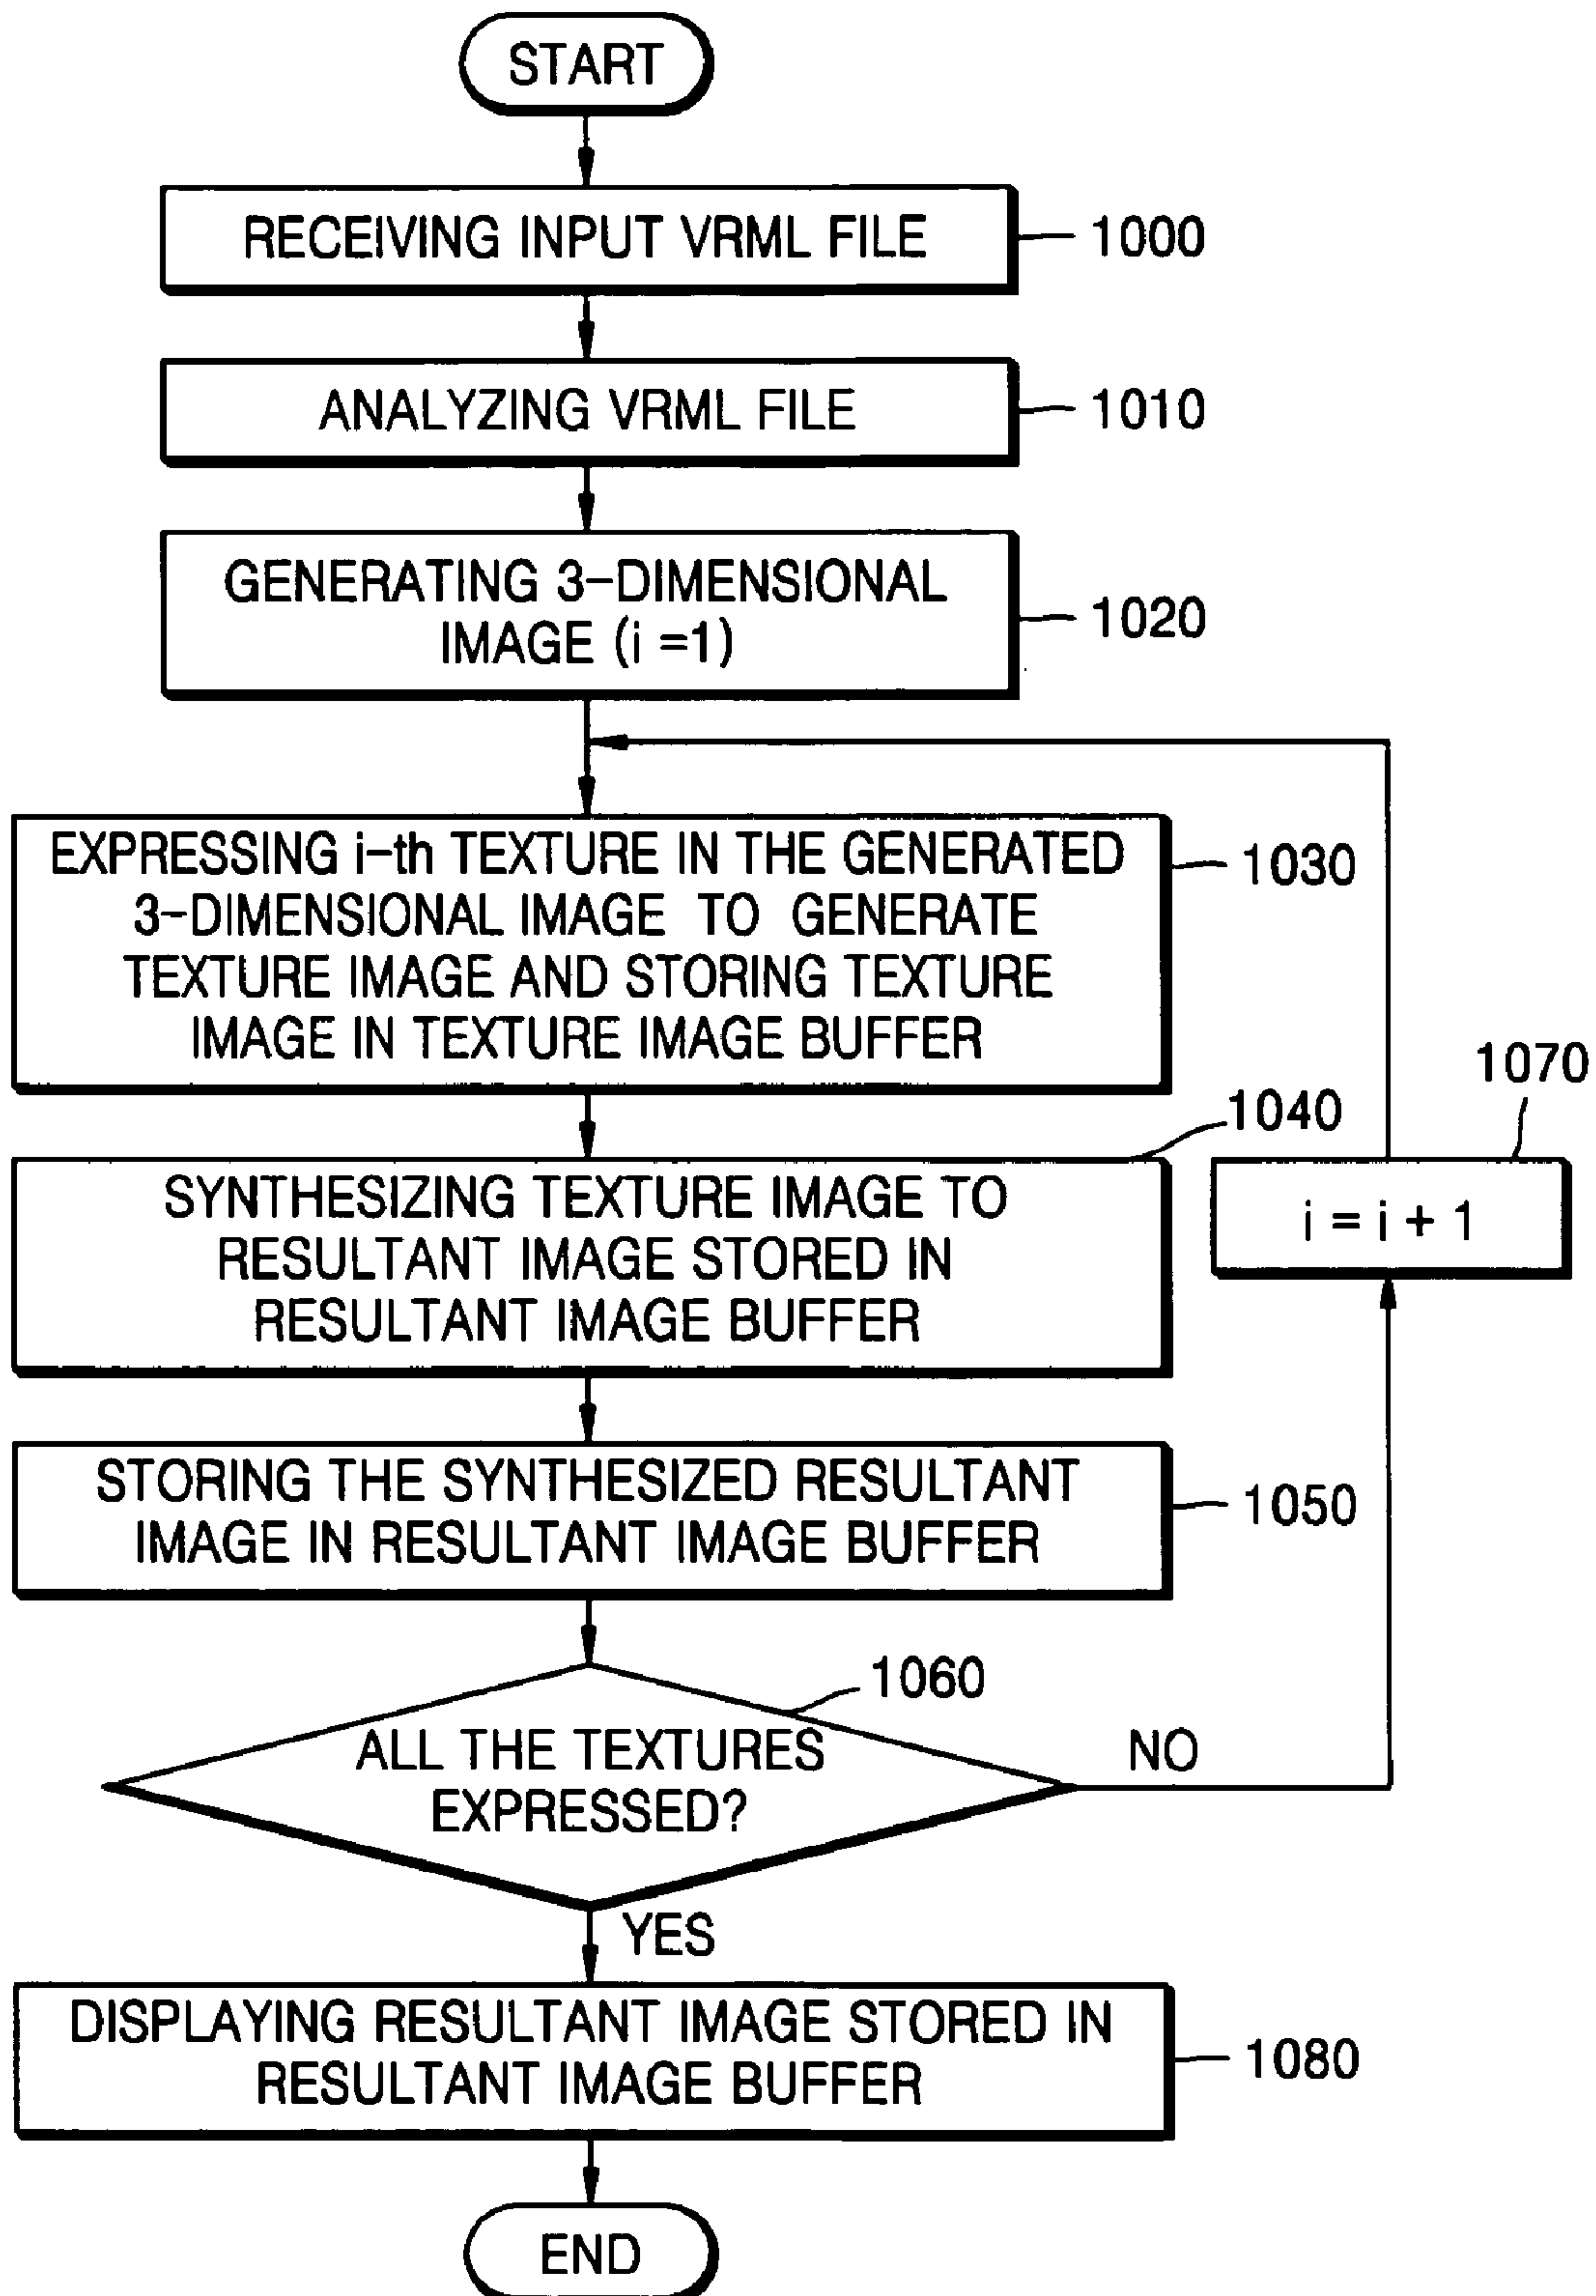 START
RECEIVING INPUT VRML FILE
1000
ANALYZING VRML FILE
1010
GENERATING 3-DIMENSIONAL
IMAGE (i =1)
1020
EXPRESSING i-th TEXTURE IN THE GENERATED
3-DIMENSIONAL IMAGE TO GENERATE
TEXTURE IMAGE AND STORING TEXTURE
IMAGE IN TEXTURE IMAGE BUFFER
1030
SYNTHESIZING TEXTURE IMAGE TO
RESULTANT IMAGE STORED IN
RESULTANT IMAGE BUFFER
1040
1070
i = i + 1
STORING THE SYNTHESIZED RESULTANT
IMAGE IN RESULTANT IMAGE BUFFER
1050
ALL THE TEXTURES
EXPRESSED?
1060
NO
YES
DISPLAYING RESULTANT IMAGE STORED IN
RESULTANT IMAGE BUFFER
1080
END